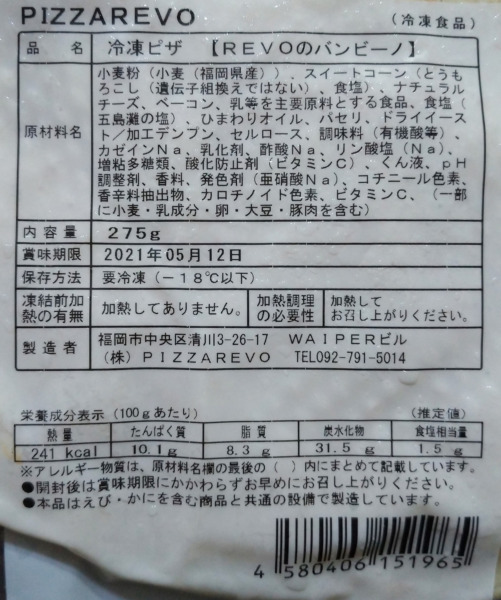 PIZZAREVO
(冷凍食品)
品 名 冷凍ピザ 【REVOのバンビーノ】
原材料名
小麦粉(小麦(福岡県産))、スイートコーン(とうも
ろこし(遺伝子組換えではない)、食塩)、ナチュラル
チーズ、ベーコン、乳等を主要原料とする食品、食塩(
五島灘の塩)、ひまわりオイル、パセリ、ドライイース
ト/加工デンプン、セルロース、調味料(有機酸等)、
カゼインNa、乳化剤、酢酸Na、リン酸塩(Na)、
増粘多糖類、酸化防止剤(ビタミンC)、くん液、pH
調整剤、香料、発色剤(亜硝酸Na)、コチニール色素、
香辛料抽出物、カロチノイド色素、ビタミンC、(一部
に小麦・乳成分・卵・大豆・豚肉を含む)
内容量 275g
賞味期限 2021年05月12日
保存方法 要冷凍(-18℃以下)
凍結前加
熱の有無
加熱してありません。
加熱調理
の必要性
加熱して
お召し上がりください。
製造者
福岡市中央区清川3-26-17 WAIPERビル
(株)PIZZAREVO TEL092-791-5014
栄養成分表示(100gあたり)
(推定値)
熱量 たんぱく質 脂質 炭水化物 食塩相当量
241 kcal 10.1 g 8.3 g 31.5 g 1.5 g
※アレルギー物質は、原材料名欄の最後の( )内にまとめて記載しています。
●開封後は賞味期限にかかわらずお早めにお召し上がりください。
●本品はえび・かにを含む商品と共通の設備で製造しています。
4 580406 151965